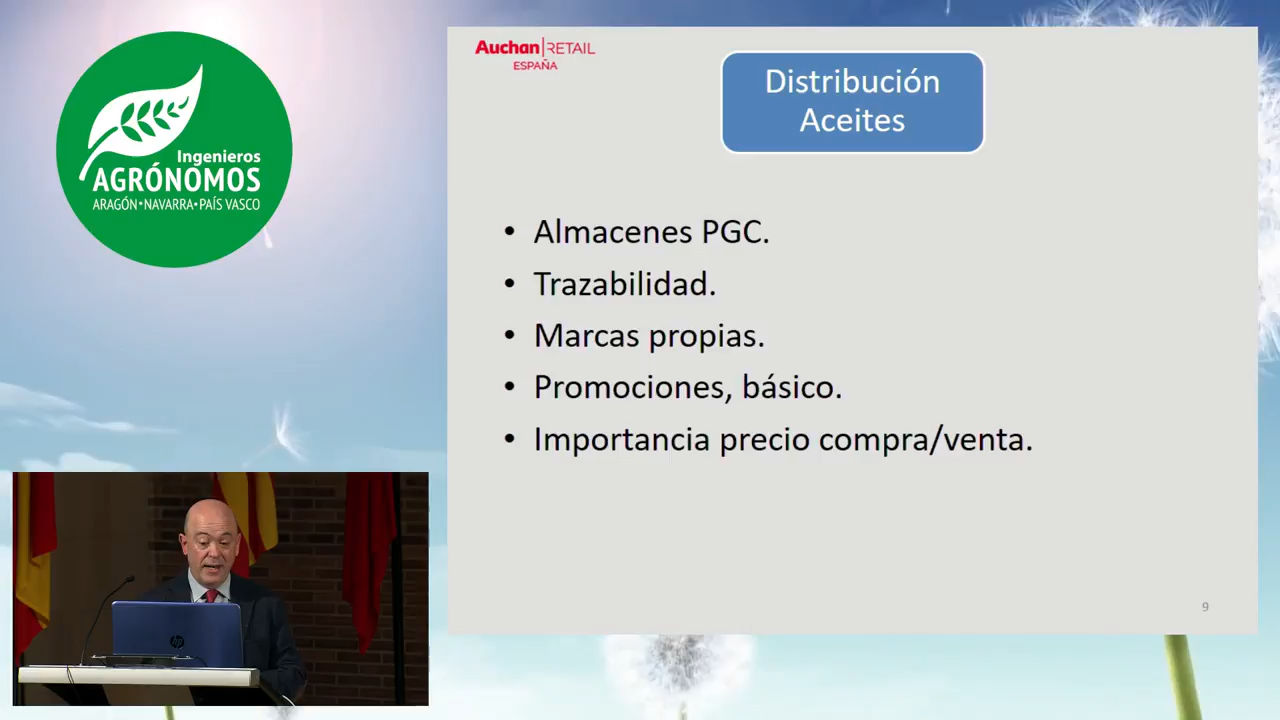 Ingenieros
AGRÓNOMOS
ARAGÓN•NAVARRA•PAÍS VASCO
Auchan|RETAIL
ESPAÑA
Distribución
Aceites
• Almacenes PGC.
• Trazabilidad.
• Marcas propias.
• Promociones, básico.
• Importancia precio compra/venta.
9
hp